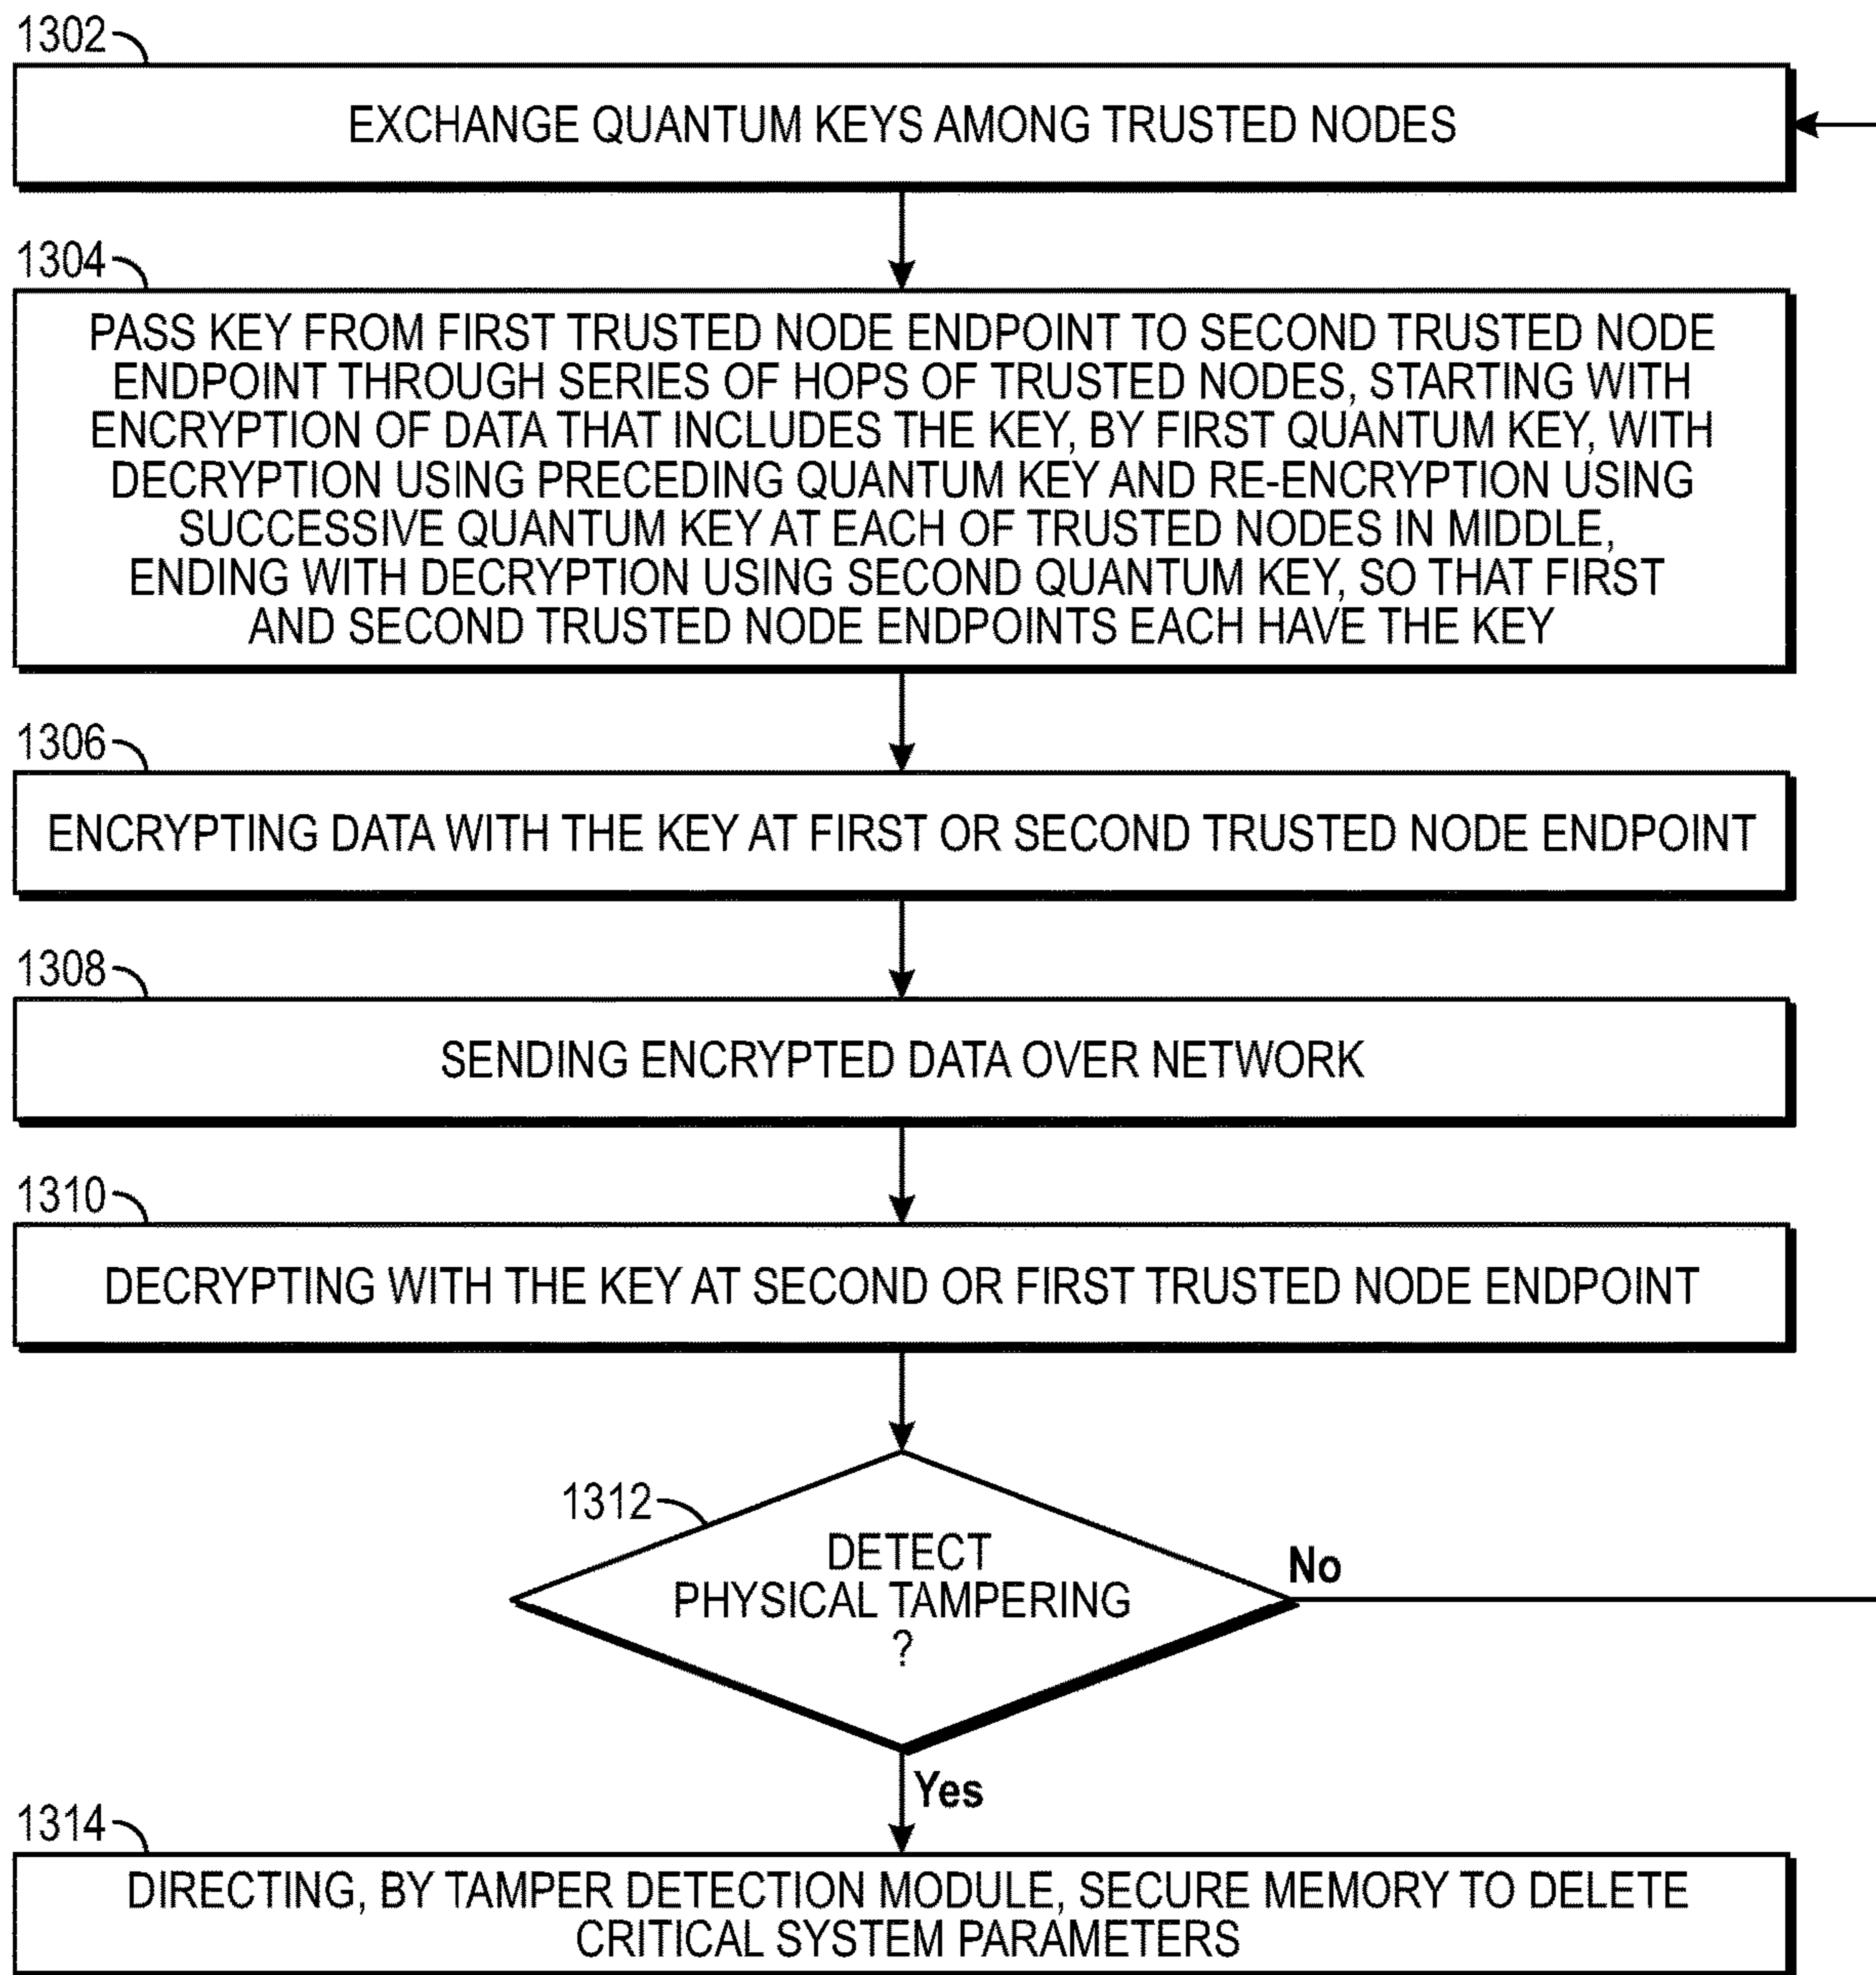 1302
EXCHANGE QUANTUM KEYS AMONG TRUSTED NODES
1304
PASS KEY FROM FIRST TRUSTED NODE ENDPOINT TO SECOND TRUSTED NODE
ENDPOINT THROUGH SERIES OF HOPS OF TRUSTED NODES, STARTING WITH
ENCRYPTION OF DATA THAT INCLUDES THE KEY, BY FIRST QUANTUM KEY, WITH
DECRYPTION USING PRECEDING QUANTUM KEY AND RE-ENCRYPTION USING
SUCCESSIVE QUANTUM KEY AT EACH OF TRUSTED NODES IN MIDDLE,
ENDING WITH DECRYPTION USING SECOND QUANTUM KEY, SO THAT FIRST
AND SECOND TRUSTED NODE ENDPOINTS EACH HAVE THE KEY
1306
ENCRYPTING DATA WITH THE KEY AT FIRST OR SECOND TRUSTED NODE ENDPOINT
1308
SENDING ENCRYPTED DATA OVER NETWORK
1310
DECRYPTING WITH THE KEY AT SECOND OR FIRST TRUSTED NODE ENDPOINT
1312
DETECT
PHYSICAL TAMPERING
?
No
Yes
1314
DIRECTING, BY TAMPER DETECTION MODULE, SECURE MEMORY TO DELETE
CRITICAL SYSTEM PARAMETERS